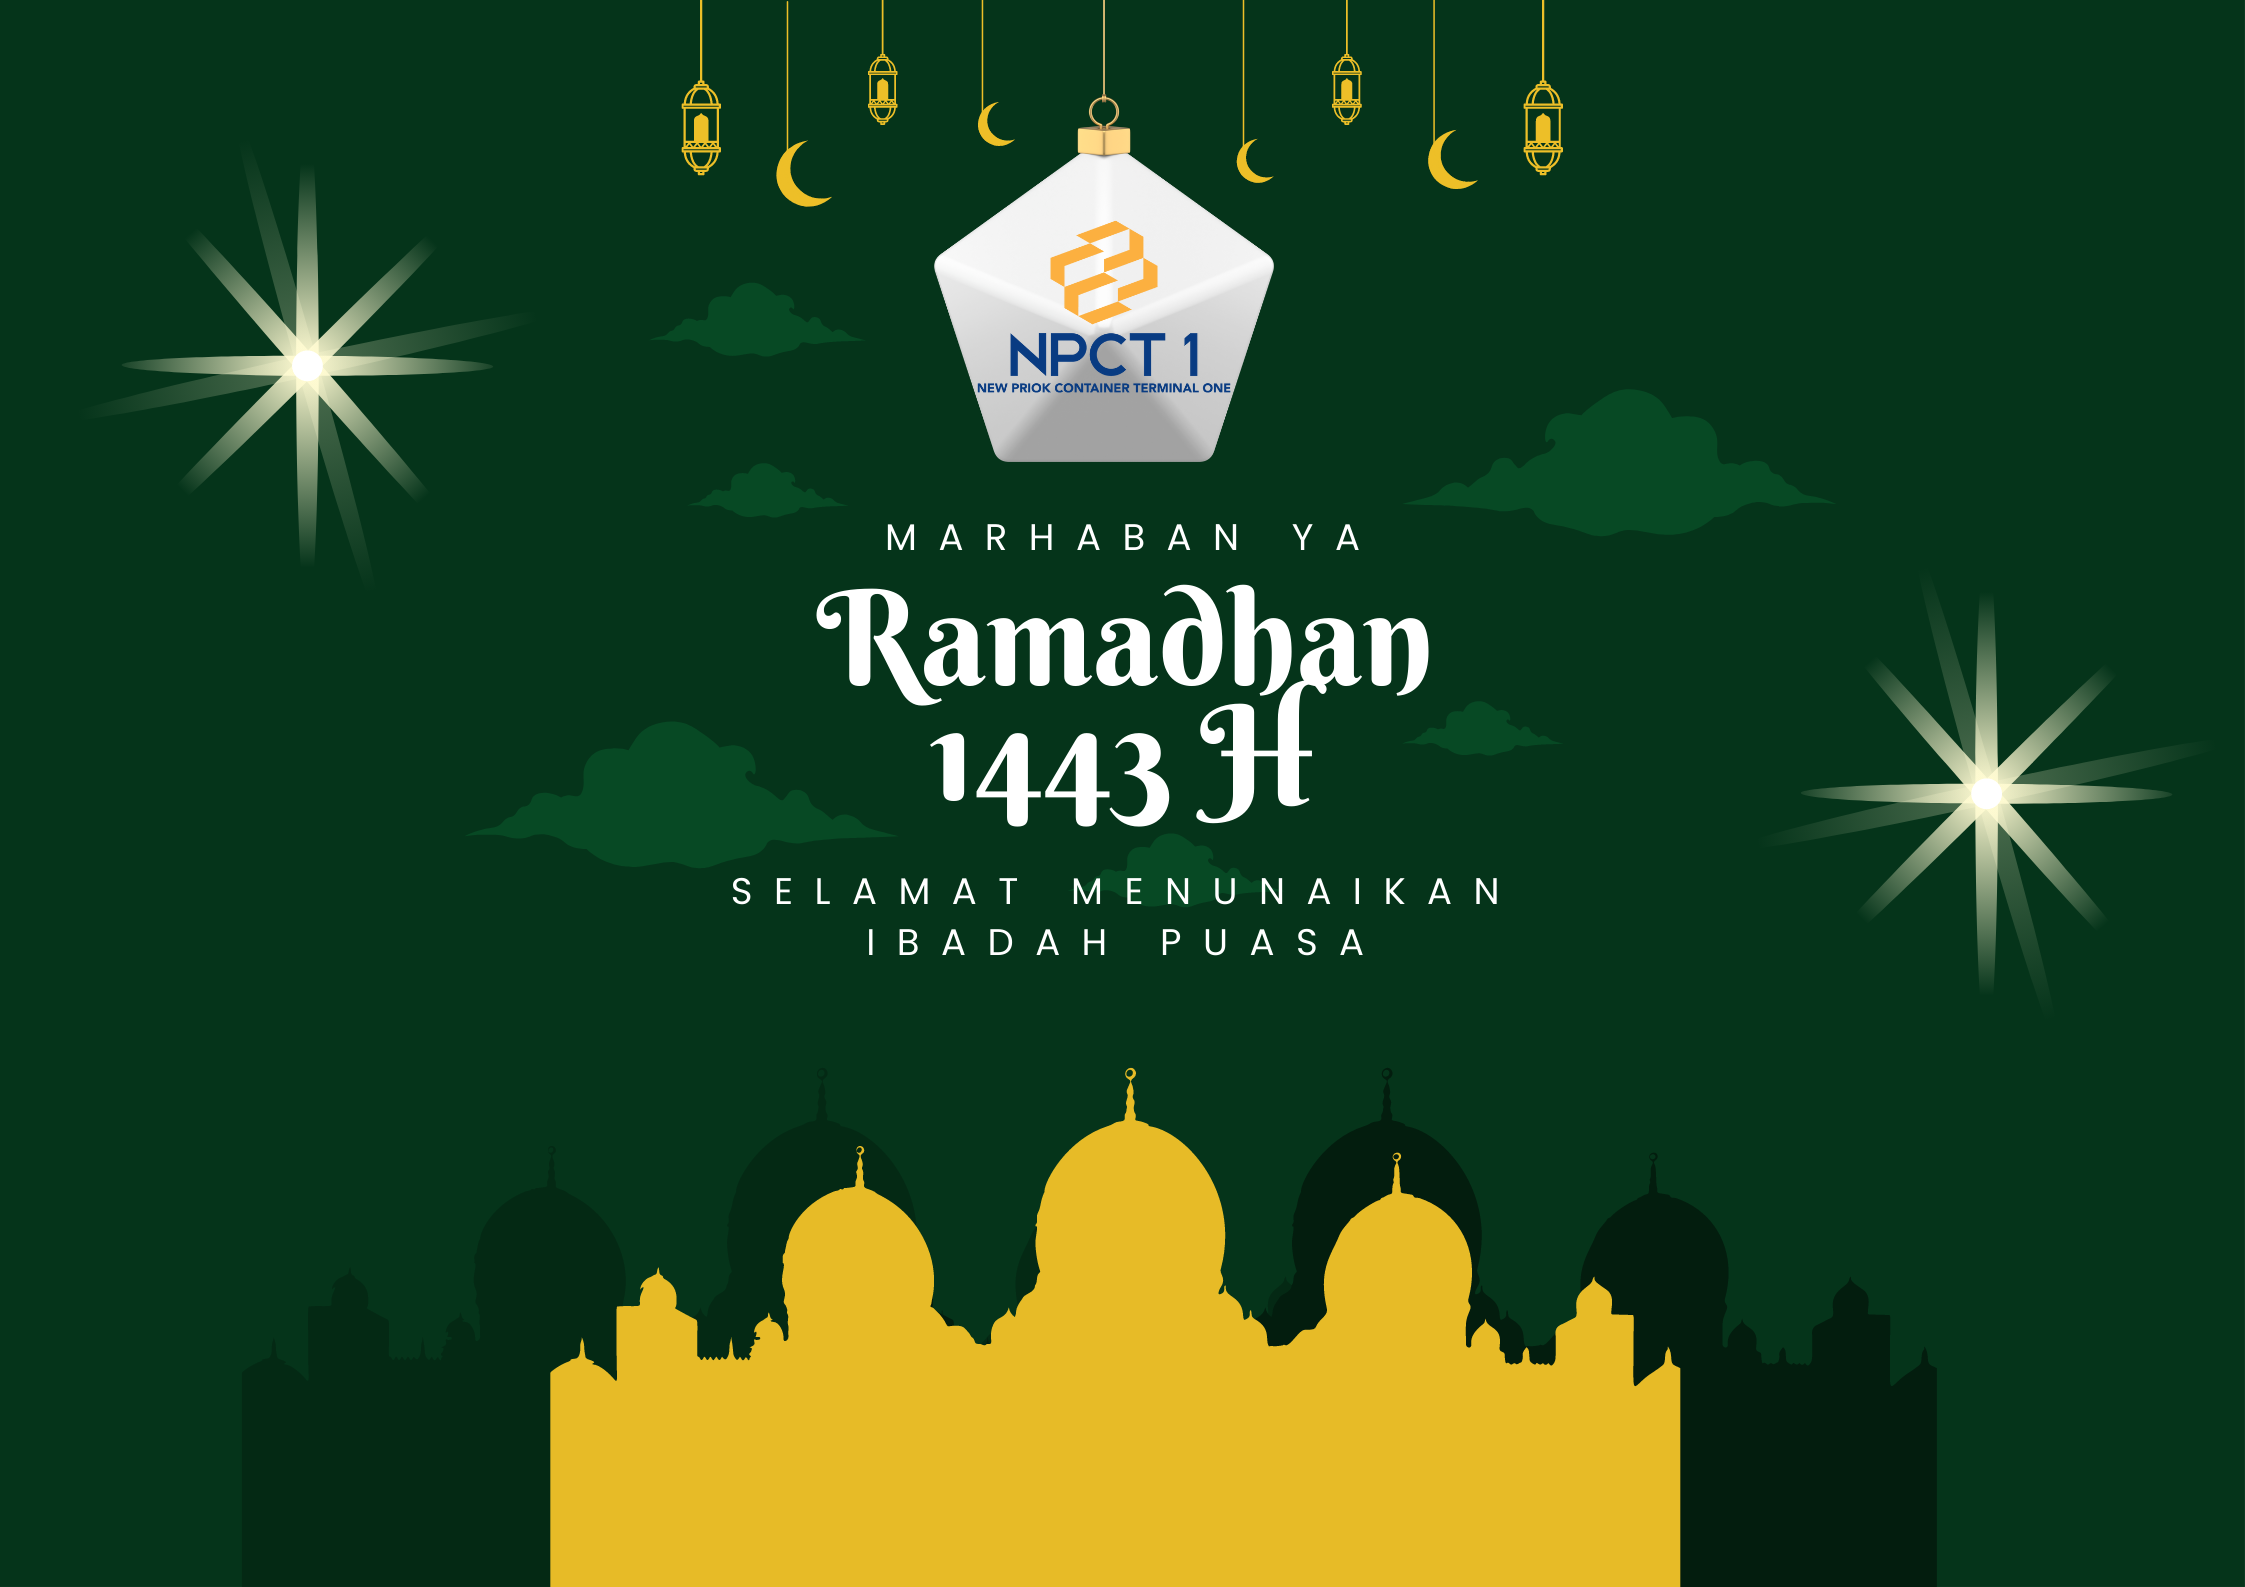 NPCT 1
NEW PRIOK CONTAINER TERMINAL ONE
MARHABAN YA
Ramadhan
1443 H
SELAMAT MENUNAIKAN
IBADAH PUASA